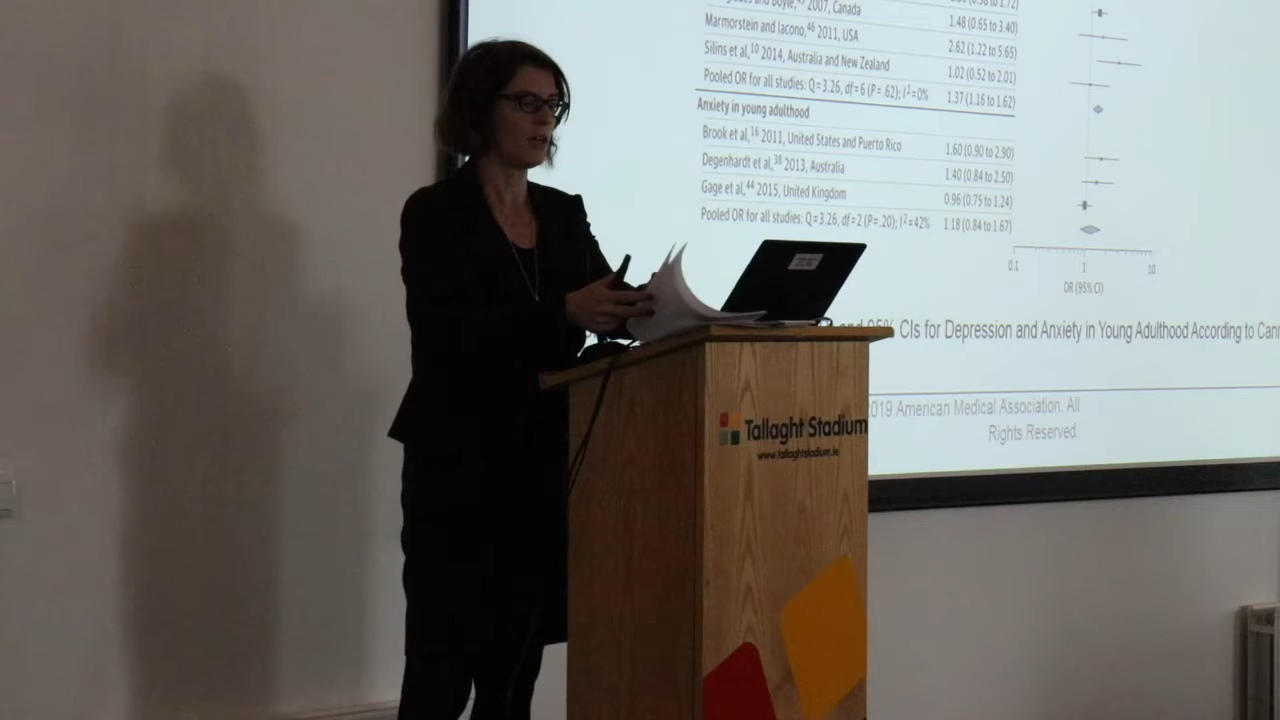 2007, Canada
1.48 (0.65 to 3.40)
Marmorstein and Iacono,46 2011, USA
2.62 (1.22 to 5.65)
Silins et al,10 2014, Australia and New Zealand
1.02 (0.52 to 2.01)
Pooled OR for all studies: Q=3.26, df=6 (P=.62); I²=0%
1.37 (1.16 to 1.62)
Anxiety in young adulthood
Brook et al,16 2011, United States and Puerto Rico
1.60 (0.90 to 2.90)
Degenhardt et al,38 2013, Australia
1.40 (0.84 to 2.50)
Gage et al,44 2015, United Kingdom
0.96 (0.75 to 1.24)
Pooled OR for all studies: Q=3.26, df=2 (P=.20); I²=42%
1.18 (0.84 to 1.67)
0.1 1 10
OR (95% CI)
and 95% CIs for Depression and Anxiety in Young Adulthood According to Can
2019 American Medical Association. All
Rights Reserved.
Tallaght Stadium
www.tallaghtstadium.ie